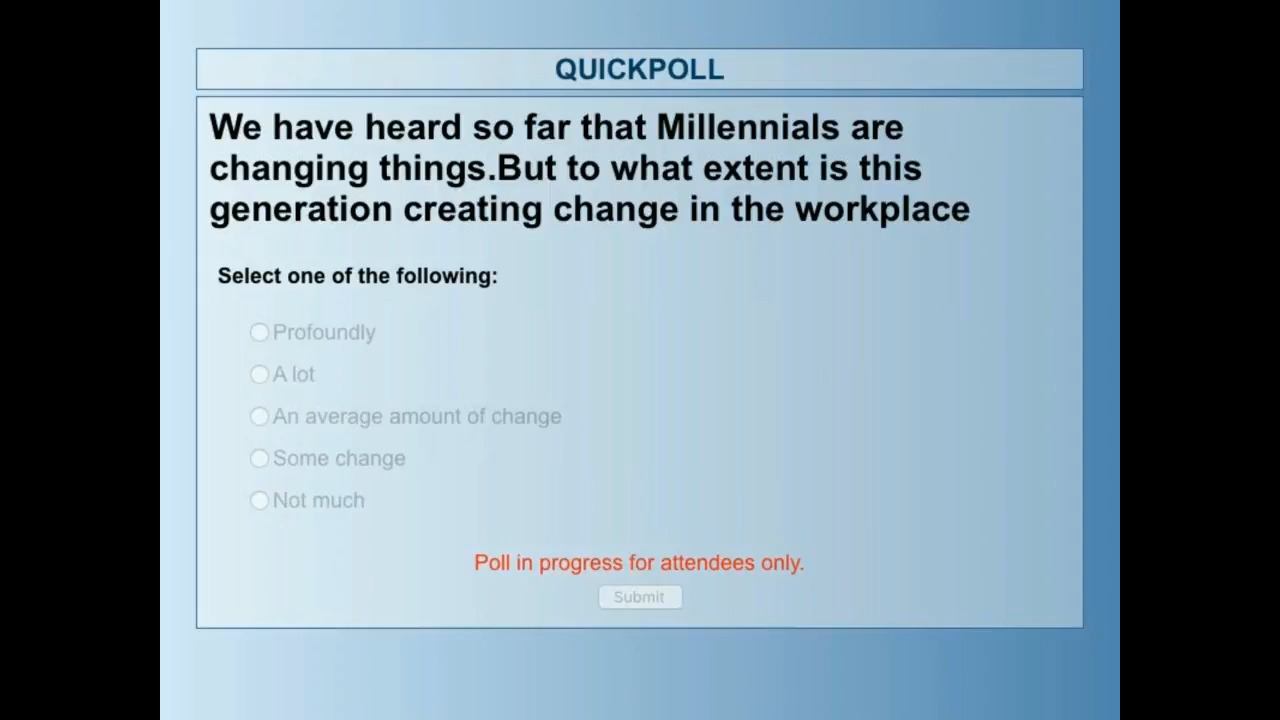 QUICKPOLL
We have heard so far that Millennials are
changing things.But to what extent is this
generation creating change in the workplace
Select one of the following:
Profoundly
A lot
An average amount of change
Some change
Not much
Poll in progress for attendees only.
Submit